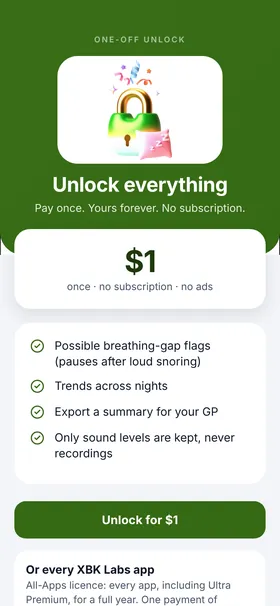 ONE-OFF UNLOCK
Unlock everything
Pay once. Yours forever. No subscription.
$1
once · no subscription · no ads
Possible breathing-gap flags
(pauses after loud snoring)
Trends across nights
Export a summary for your GP
Only sound levels are kept, never
recordings
Unlock for $1
Or every XBK Labs app
All-Apps licence: every app, including Ultra
Premium, for a full year. One payment of